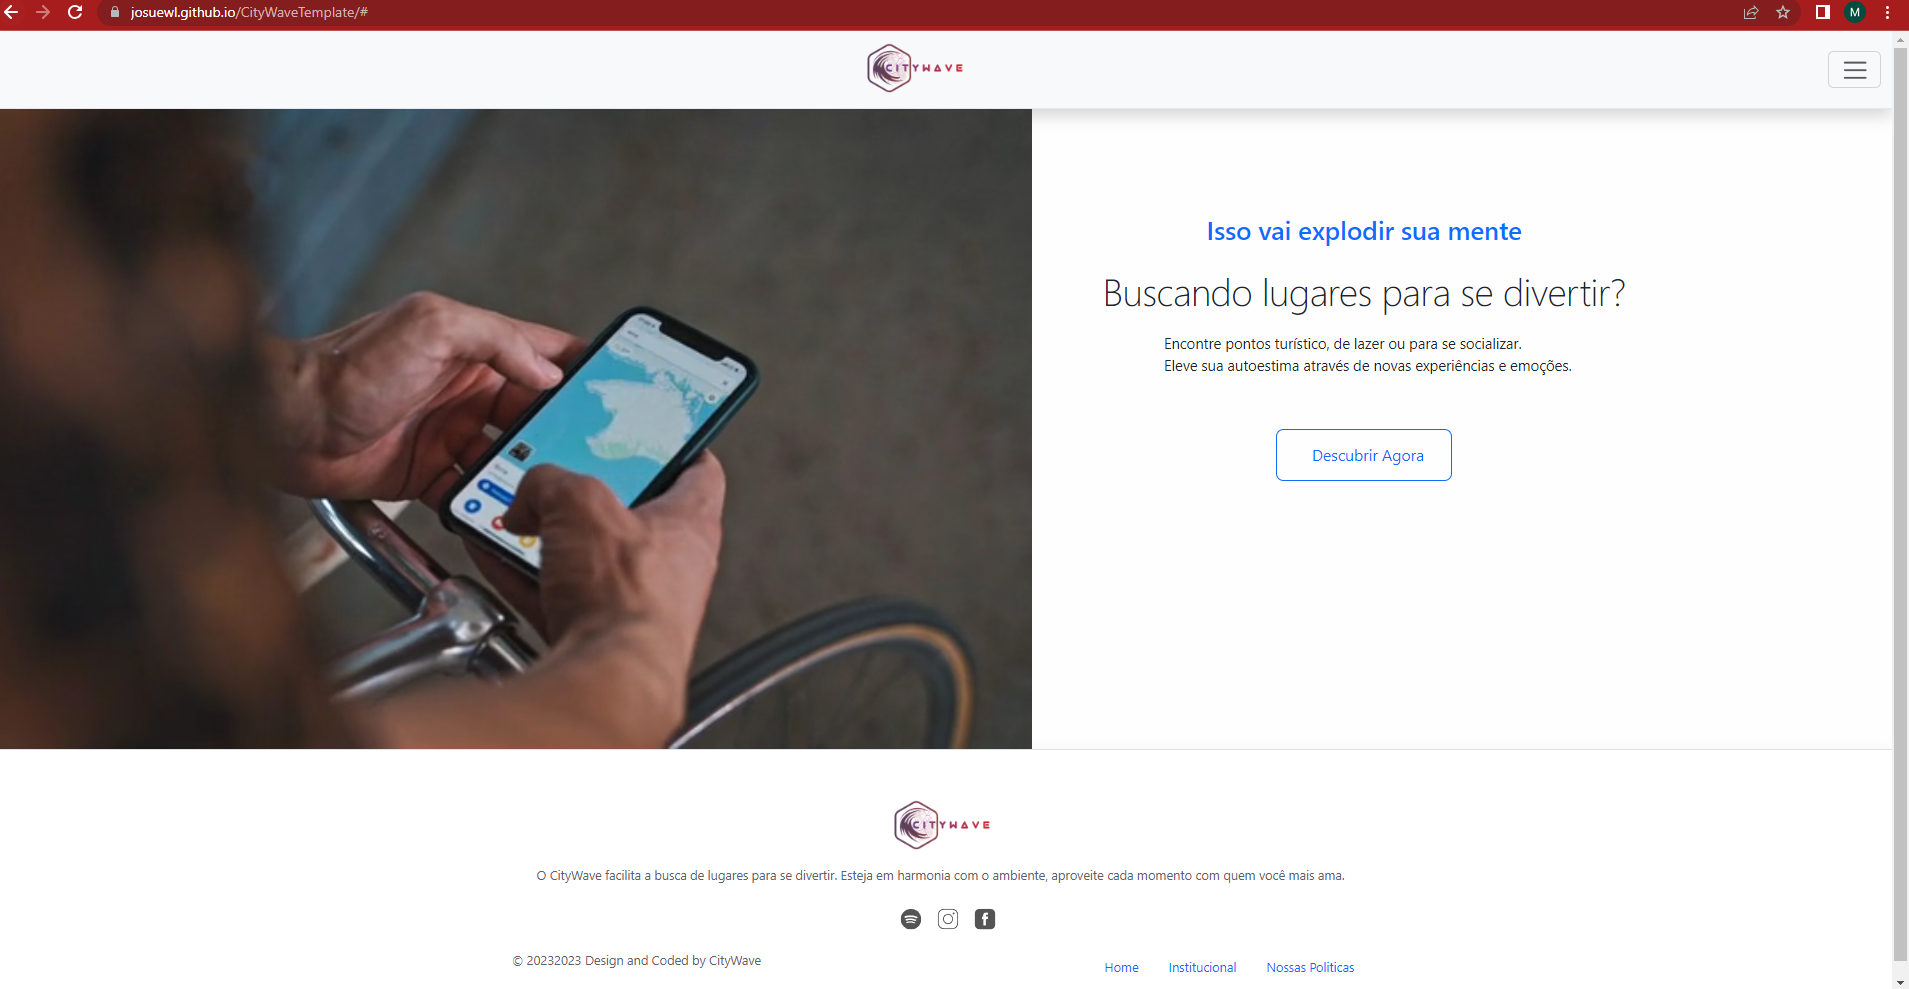 josuewl.github.io/CityWaveTemplate/#
M
CITYWAVE
Isso vai explodir sua mente
Buscando lugares para se divertir?
Encontre pontos turístico, de lazer ou para se socializar.
Eleve sua autoestima através de novas experiências e emoções.
Descubrir Agora
CITYWAVE
O CityWave facilita a busca de lugares para se divertir. Esteja em harmonia com o ambiente, aproveite cada momento com quem você mais ama.
© 20232023 Design and Coded by CityWave
Home Institucional Nossas Politicas